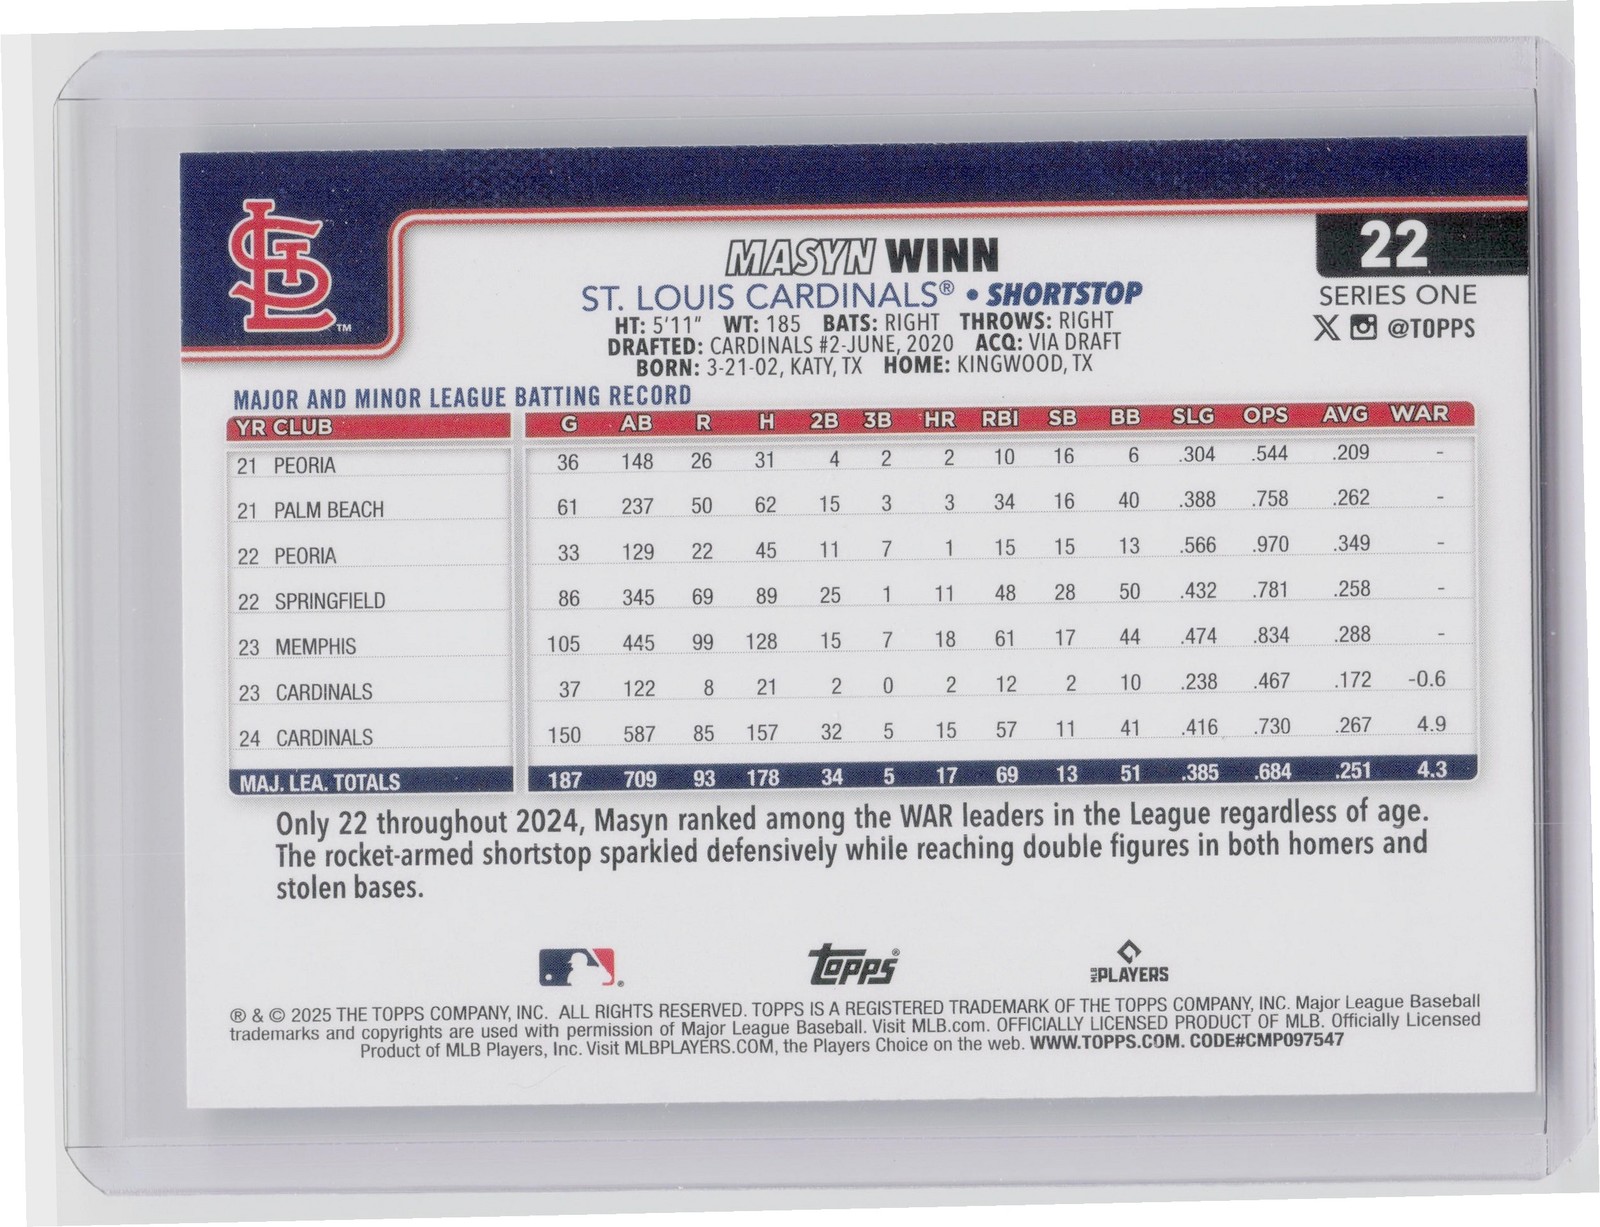 STL™
MASYN WINN
22
ST. LOUIS CARDINALS® • SHORTSTOP
SERIES ONE
HT: 5'11" WT: 185 BATS: RIGHT THROWS: RIGHT
X @TOPPS
DRAFTED: CARDINALS #2-JUNE, 2020 ACQ: VIA DRAFT
BORN: 3-21-02, KATY, TX HOME: KINGWOOD, TX
MAJOR AND MINOR LEAGUE BATTING RECORD
YR CLUB G AB R H 2B 3B HR RBI SB BB SLG OPS AVG WAR
21 PEORIA 36 148 26 31 4 2 2 10 16 6 .304 .544 .209 -
21 PALM BEACH 61 237 50 62 15 3 3 34 16 40 .388 .758 .262 -
22 PEORIA 33 129 22 45 11 7 1 15 15 13 .566 .970 .349 -
22 SPRINGFIELD 86 345 69 89 25 1 11 48 28 50 .432 .781 .258 -
23 MEMPHIS 105 445 99 128 15 7 18 61 17 44 .474 .834 .288 -
23 CARDINALS 37 122 8 21 2 0 2 12 2 10 .238 .467 .172 -0.6
24 CARDINALS 150 587 85 157 32 5 15 57 11 41 .416 .730 .267 4.9
MAJ. LEA. TOTALS 187 709 93 178 34 5 17 69 13 51 .385 .684 .251 4.3
Only 22 throughout 2024, Masyn ranked among the WAR leaders in the League regardless of age.
The rocket-armed shortstop sparkled defensively while reaching double figures in both homers and
stolen bases.
® topps® MLB PLAYERS
® & © 2025 THE TOPPS COMPANY, INC. ALL RIGHTS RESERVED. TOPPS IS A REGISTERED TRADEMARK OF THE TOPPS COMPANY, INC. Major League Baseball
trademarks and copyrights are used with permission of Major League Baseball. Visit MLB.com. OFFICIALLY LICENSED PRODUCT OF MLB. Officially Licensed
Product of MLB Players, Inc. Visit MLBPLAYERS.COM, the Players Choice on the web. WWW.TOPPS.COM. CODE#CMP097547